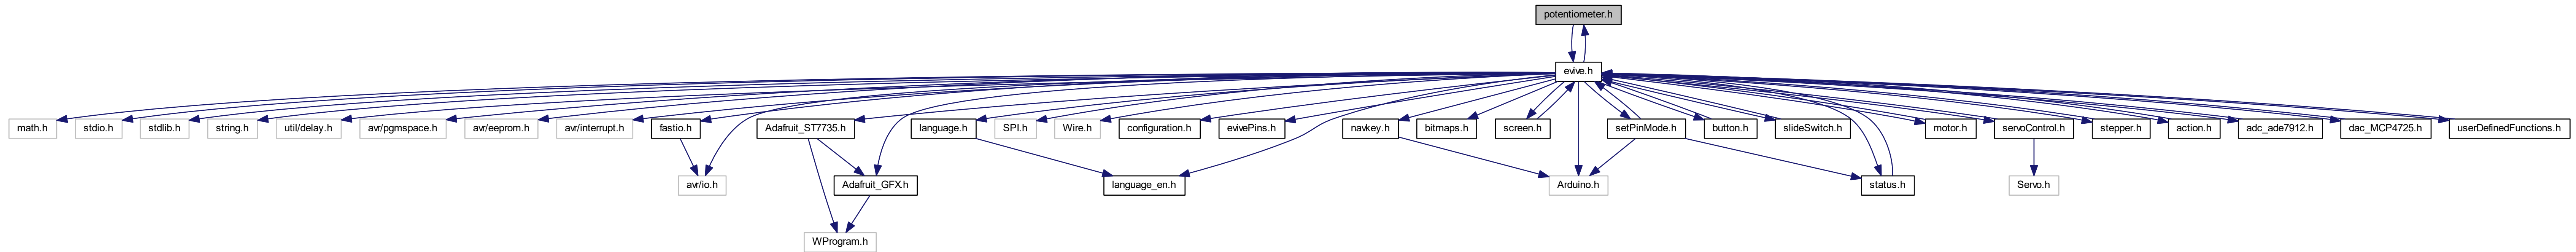 potentiometer.h
evive.h
math.h
stdio.h
stdlib.h
string.h
util/delay.h
avr/pgmspace.h
avr/eeprom.h
avr/interrupt.h
fastio.h
Adafruit_ST7735.h
language.h
SPI.h
Wire.h
configuration.h
evivePins.h
navkey.h
bitmaps.h
screen.h
setPinMode.h
button.h
slideSwitch.h
motor.h
servoControl.h
stepper.h
action.h
adc_ade7912.h
dac_MCP4725.h
userDefinedFunctions.h
avr/io.h
Adafruit_GFX.h
language_en.h
Arduino.h
status.h
Servo.h
WProgram.h